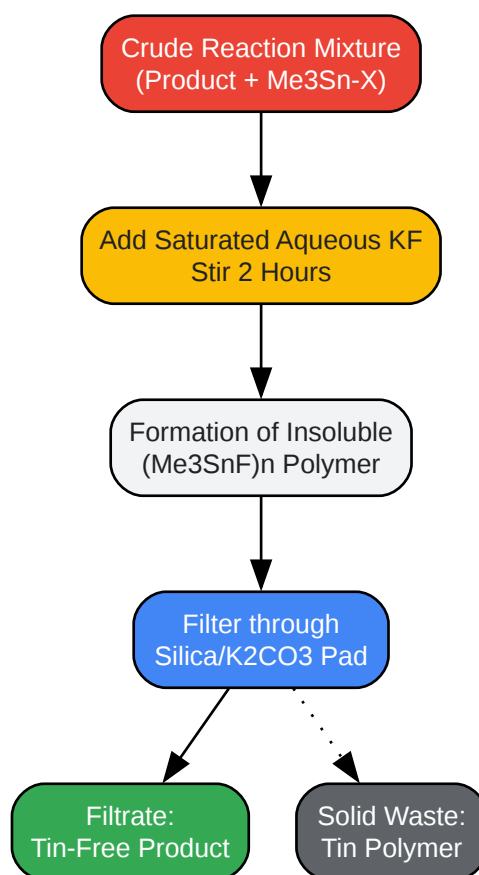 Crude Reaction Mixture
(Product + Me3Sn-X)
Add Saturated Aqueous KF
Stir 2 Hours
Formation of Insoluble
(Me3SnF)n Polymer
Filter through
Silica/K2CO3 Pad
Filtrate:
Tin-Free Product
Solid Waste:
Tin Polymer